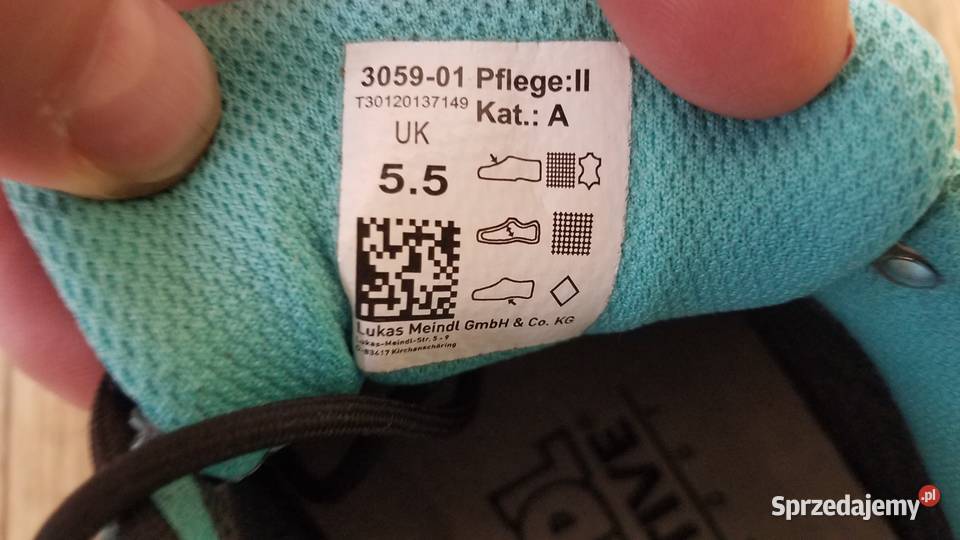 3059-01 Pflege:II
T30120137149 Kat.: A
UK
5.5
Lukas Meindl GmbH & Co. KG
Lukas-Meindl-Str. 5 - 9
D-83417 Kirchanschöring
Sprzedajemy.pl